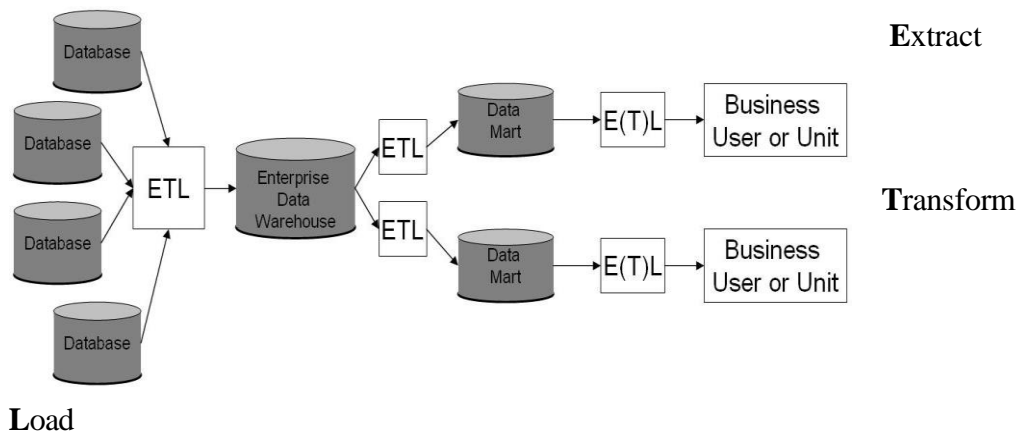 Extract
Database
Database
Database
Database
ETL
Enterprise
Data
Warehouse
ETL
ETL
Data
Mart
E(T)L
Business
User or Unit
Transform
Data
Mart
E(T)L
Business
User or Unit
Load